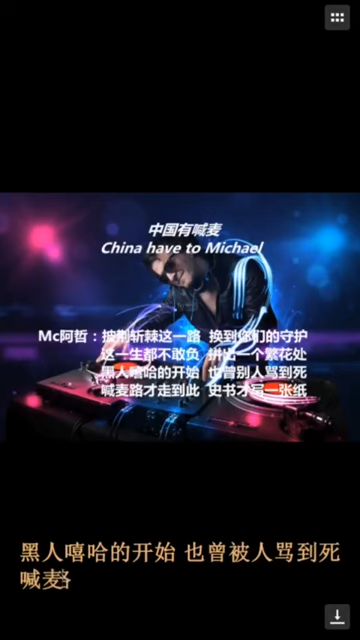 中国有喊麦
China have to Michael
Mc阿哲：披荆斩棘这一路 换到你们的守护
这一生都不敢负 拼出一个繁花处
黑人嘻哈的开始 也曾别人骂到死
喊麦路才走到此 史书才写一张纸
黑人嘻哈的开始 也曾被人骂到死
喊麦路